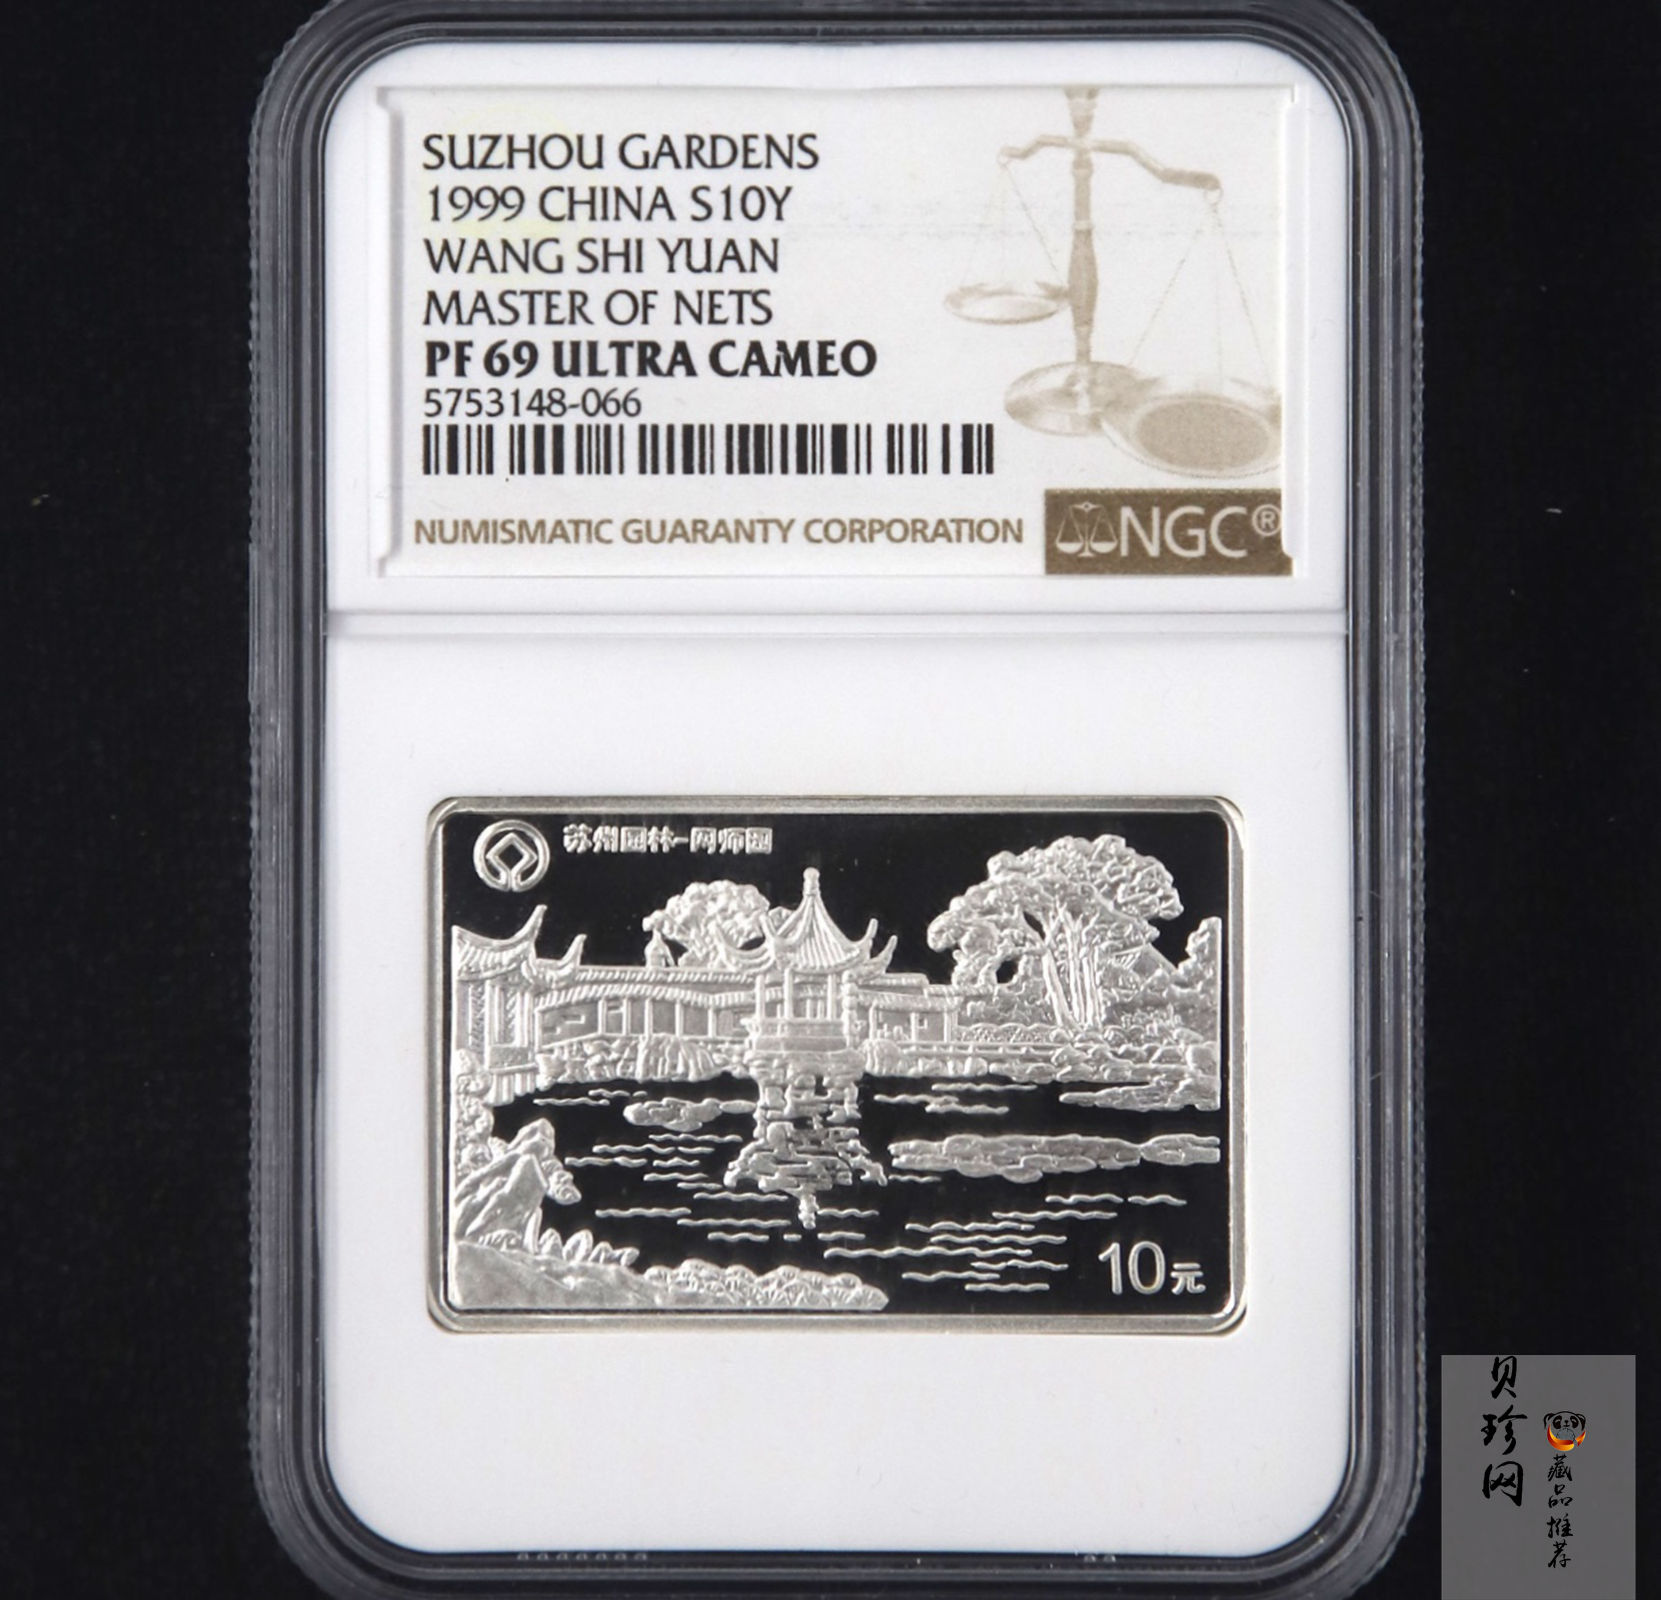 SUZHOU GARDENS
1999 CHINA S10Y
WANG SHI YUAN
MASTER OF NETS
PF 69 ULTRA CAMEO
5753148-066
NUMISMATIC GUARANTY CORPORATION
NGC®
苏州园林-网师园
10元
贝珍网
藏品推荐